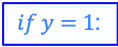 if y = 1: